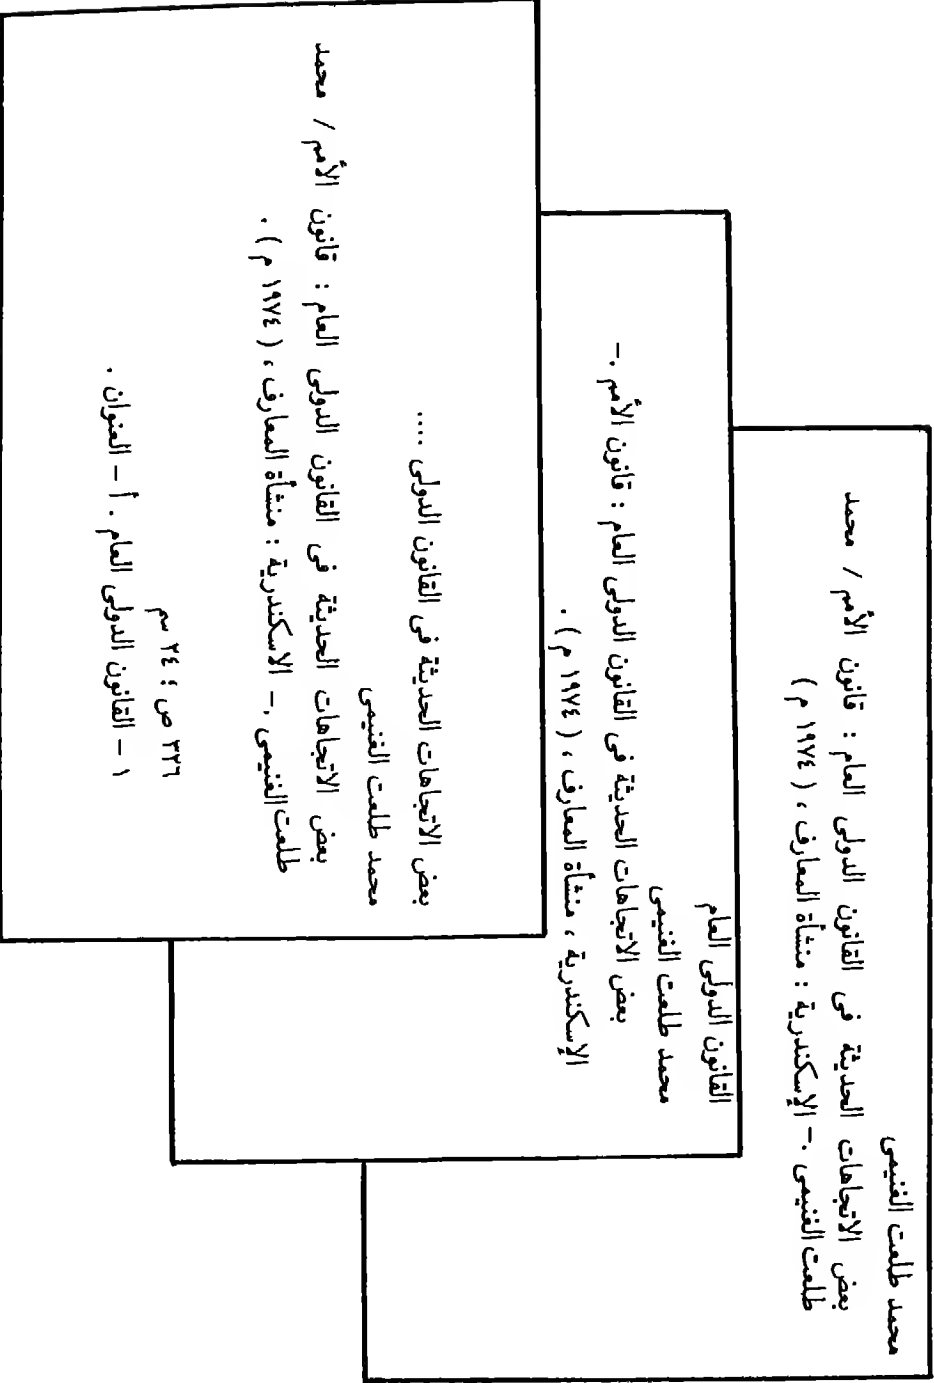 محمد طلعت الغنيمى
بعض الاتجاهات الحديثة فى القانون الدولى العام : قانون الأمم / محمد
طلعت الغنيمى .- الإسكندرية : منشأة المعارف ، ( ١٩٧٤ م )
القانون الدولى العام
محمد طلعت الغنيمى
بعض الاتجاهات الحديثة فى القانون الدولى العام : قانون الأمم .-
الإسكندرية ، منشأة المعارف ، ( ١٩٧٤ م ) .
بعض الاتجاهات الحديثة فى القانون الدولى ....
محمد طلعت الغنيمى
بعض الاتجاهات الحديثة فى القانون الدولى العام : قانون الأمم / محمد
طلعت الغنيمى .- الاسكندرية : منشأة المعارف ، ( ١٩٧٤ م ) .
٣٢٦ ص ؛ ٢٤ سم
١ – القانون الدولى العام . أ – العنوان .